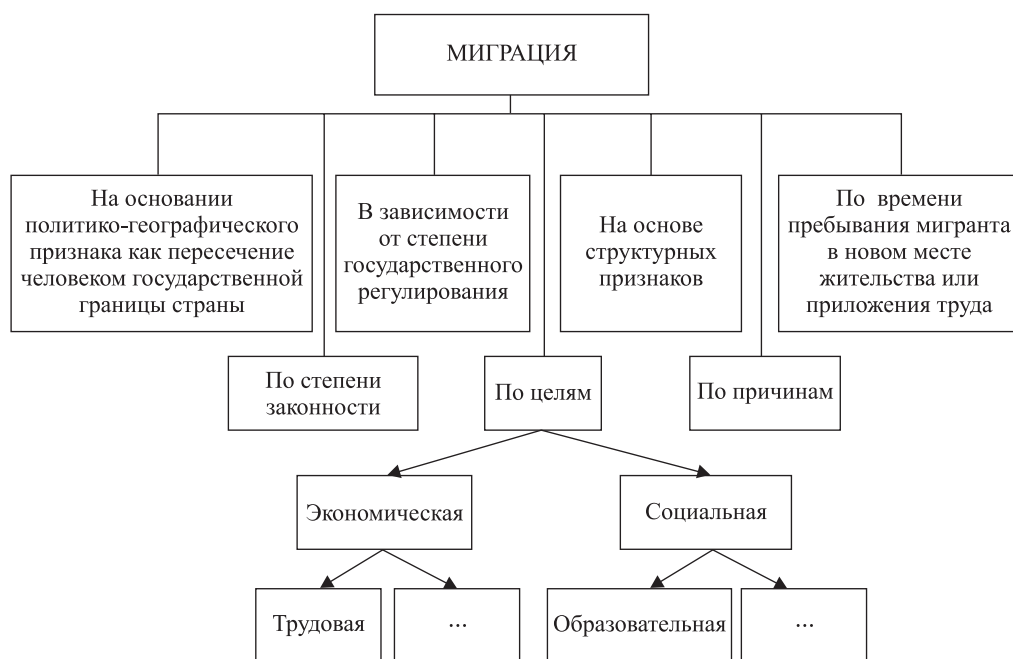 МИГРАЦИЯ
На основании
политико-географического
признака как пересечение
человеком государственной
границы страны
В зависимости
от степени
государственного
регулирования
На основе
структурных
признаков
По времени
пребывания мигранта
в новом месте
жительства или
приложения труда
По степени
законности
По целям
По причинам
Экономическая
Социальная
Трудовая
...
Образовательная
...